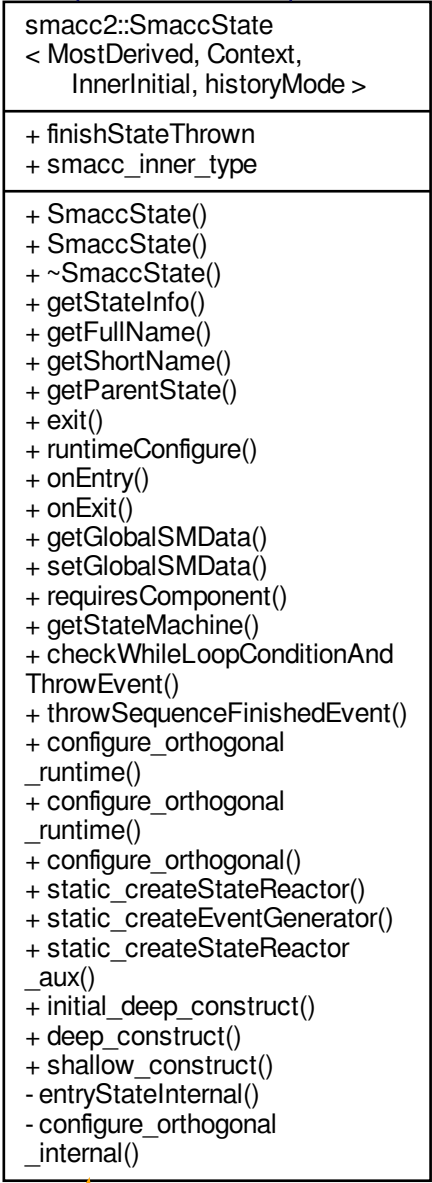 smacc2::SmaccState
< MostDerived, Context,
InnerInitial, historyMode >
+ finishStateThrown
+ smacc_inner_type
+ SmaccState()
+ SmaccState()
+ ~SmaccState()
+ getStateInfo()
+ getFullName()
+ getShortName()
+ getParentState()
+ exit()
+ runtimeConfigure()
+ onEntry()
+ onExit()
+ getGlobalSMData()
+ setGlobalSMData()
+ requiresComponent()
+ getStateMachine()
+ checkWhileLoopConditionAnd
ThrowEvent()
+ throwSequenceFinishedEvent()
+ configure_orthogonal
_runtime()
+ configure_orthogonal
_runtime()
+ configure_orthogonal()
+ static_createStateReactor()
+ static_createEventGenerator()
+ static_createStateReactor
_aux()
+ initial_deep_construct()
+ deep_construct()
+ shallow_construct()
- entryStateInternal()
- configure_orthogonal
_internal()